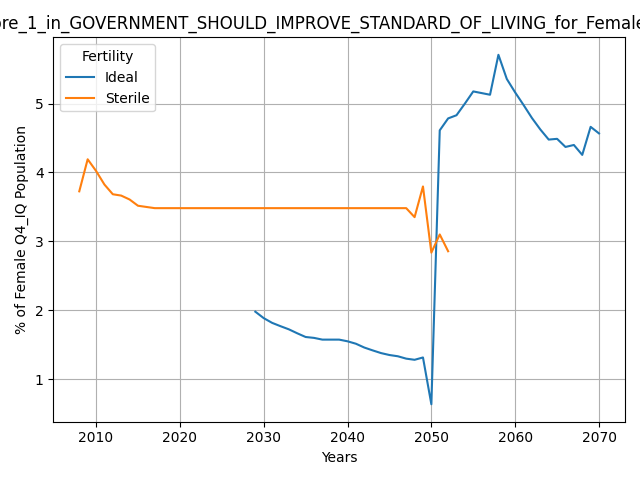 ore_1_in_GOVERNMENT_SHOULD_IMPROVE_STANDARD_OF_LIVING_for_Female
Fertility
Ideal
Sterile
% of Female Q4_IQ Population
5
4
3
2
1
2010 2020 2030 2040 2050 2060 2070
Years